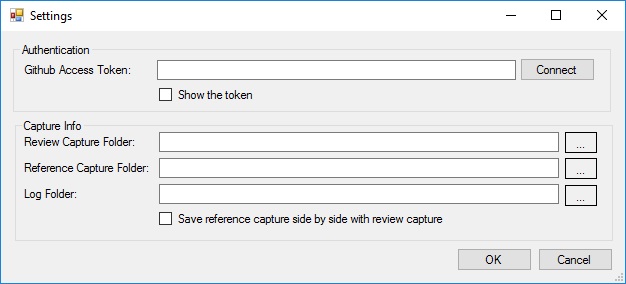 Settings
Authentication
Github Access Token:
Connect
Show the token
Capture Info
Review Capture Folder:
...
Reference Capture Folder:
...
Log Folder:
...
Save reference capture side by side with review capture
OK
Cancel